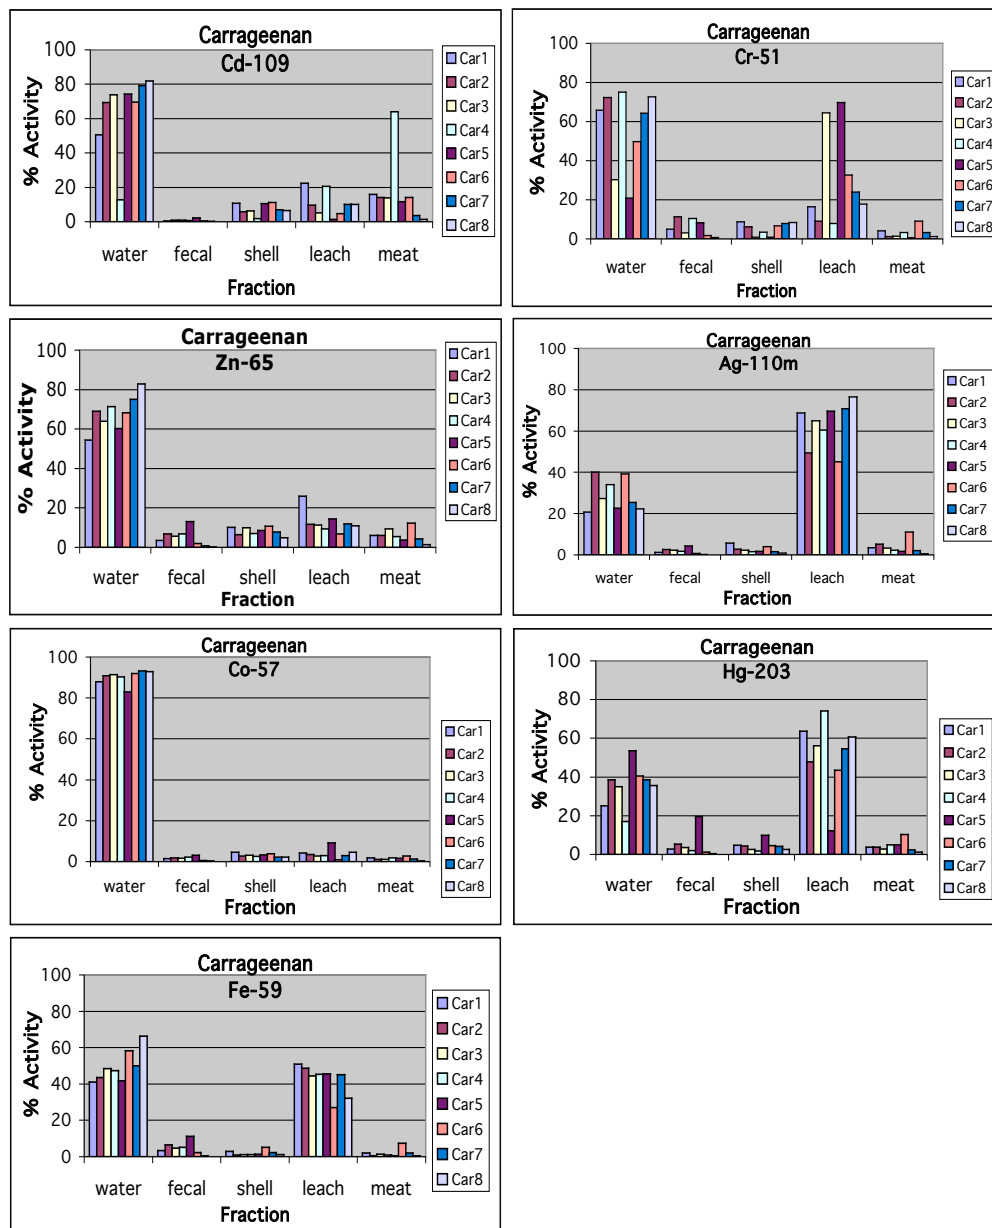 Carrageenan
Cd-109
% Activity
100
80
60
40
20
0
water fecal shell leach meat
Fraction
Car1
Car2
Car3
Car4
Car5
Car6
Car7
Car8
Carrageenan
Cr-51
% Activity
100
80
60
40
20
0
water fecal shell leach meat
Fraction
Car1
Car2
Car3
Car4
Car5
Car6
Car7
Car8
Carrageenan
Zn-65
% Activity
100
80
60
40
20
0
water fecal shell leach meat
Fraction
Car1
Car2
Car3
Car4
Car5
Car6
Car7
Car8
Carrageenan
Ag-110m
% Activity
100
80
60
40
20
0
water fecal shell leach meat
Fraction
Car1
Car2
Car3
Car4
Car5
Car6
Car7
Car8
Carrageenan
Co-57
% Activity
100
80
60
40
20
0
water fecal shell leach meat
Fraction
Car1
Car2
Car3
Car4
Car5
Car6
Car7
Car8
Carrageenan
Hg-203
% Activity
100
80
60
40
20
0
water fecal shell leach meat
Fraction
Car1
Car2
Car3
Car4
Car5
Car6
Car7
Car8
Carrageenan
Fe-59
% Activity
100
80
60
40
20
0
water fecal shell leach meat
Fraction
Car1
Car2
Car3
Car4
Car5
Car6
Car7
Car8